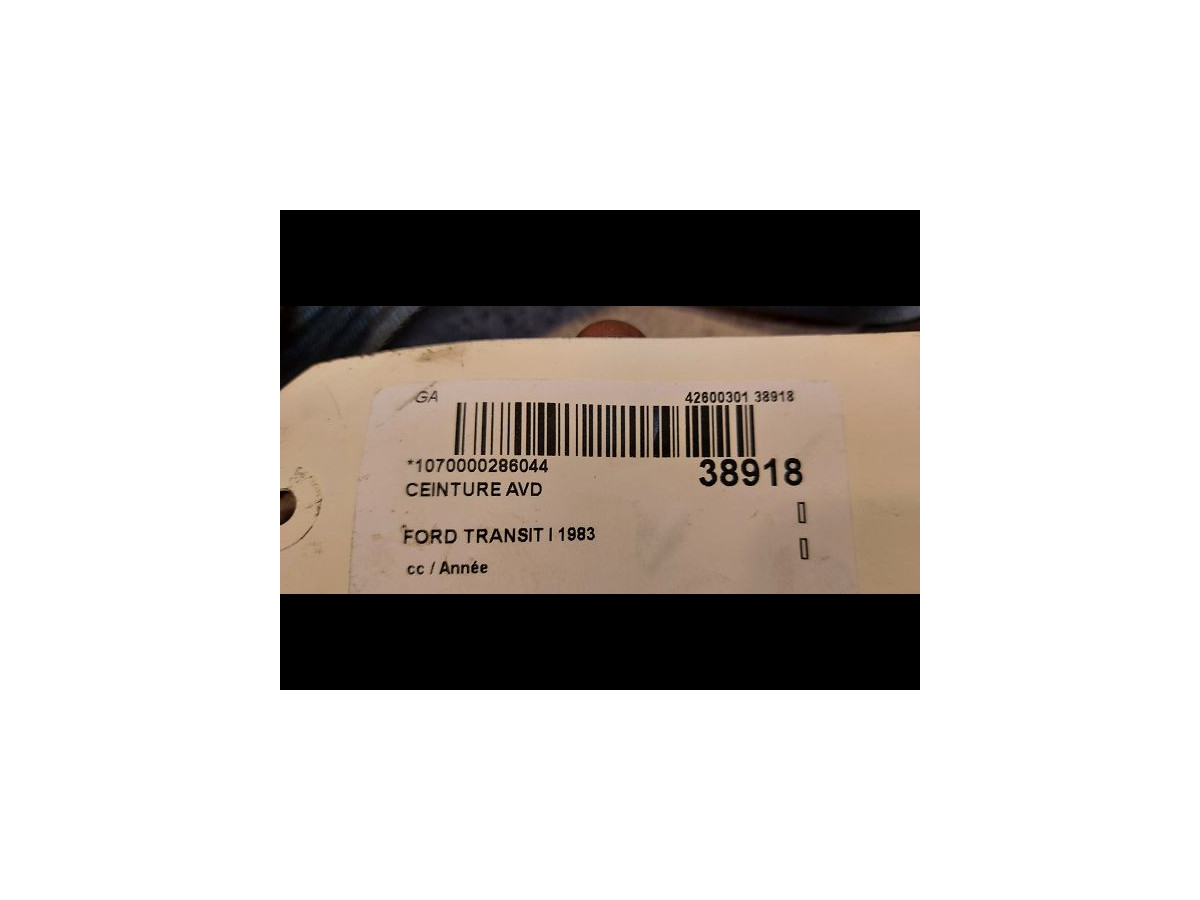 GA
42600301 38918
*1070000286044
38918
CEINTURE AVD
FORD TRANSIT I 1983
cc / Année